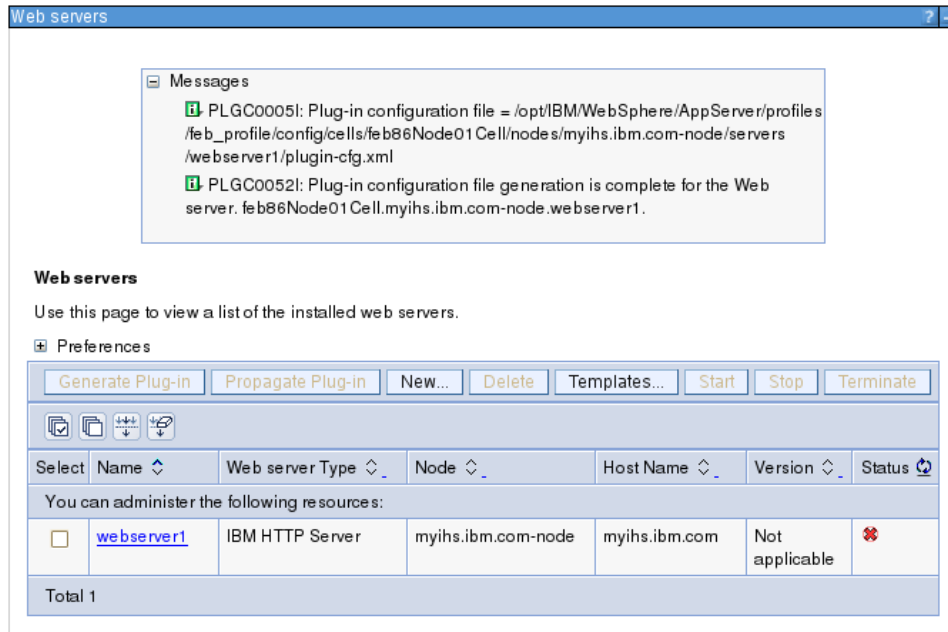 Web servers ? -
Messages
PLGC0005I: Plug-in configuration file = /opt/IBM/WebSphere/AppServer/profiles
/feb_profile/config/cells/feb86Node01Cell/nodes/myihs.ibm.com-node/servers
/webserver1/plugin-cfg.xml
PLGC0052I: Plug-in configuration file generation is complete for the Web
server. feb86Node01Cell.myihs.ibm.com-node.webserver1.
Web servers
Use this page to view a list of the installed web servers.
Preferences
Generate Plug-in Propagate Plug-in New... Delete Templates... Start Stop Terminate
Select Name Web server Type Node Host Name Version Status
You can administer the following resources:
webserver1 IBM HTTP Server myihs.ibm.com-node myihs.ibm.com Not
applicable
Total 1